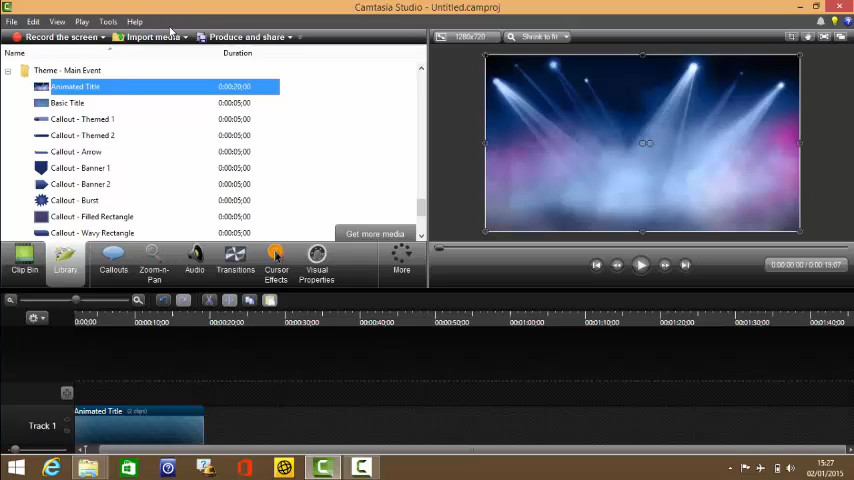 Camtasia Studio - Untitled.camproj
File Edit View Play Tools Help
Record the screen Import media Produce and share
1280x720 Shrink to fit
Name Duration
Theme - Main Event
Animated Title 0:00:20;00
Basic Title 0:00:05;00
Callout - Themed 1 0:00:05;00
Callout - Themed 2 0:00:05;00
Callout - Arrow 0:00:05;00
Callout - Banner 1 0:00:05;00
Callout - Banner 2 0:00:05;00
Callout - Burst 0:00:05;00
Callout - Filled Rectangle 0:00:05;00
Callout - Wavy Rectangle 0:00:05;00
Get more media
Clip Bin Library Callouts Zoom-n-Pan Audio Transitions Cursor Effects Visual Properties More
0:00:00;00 / 0:00:19;07
0:00;00 00:00:10;00 00:00:20;00 00:00:30;00 00:00:40;00 00:00:50;00 00:01:00;00 00:01:10;00 00:01:20;00 00:01:30;00 00:01:40;00
Animated Title (2 clips)
Track 1
15:27
02/01/2015